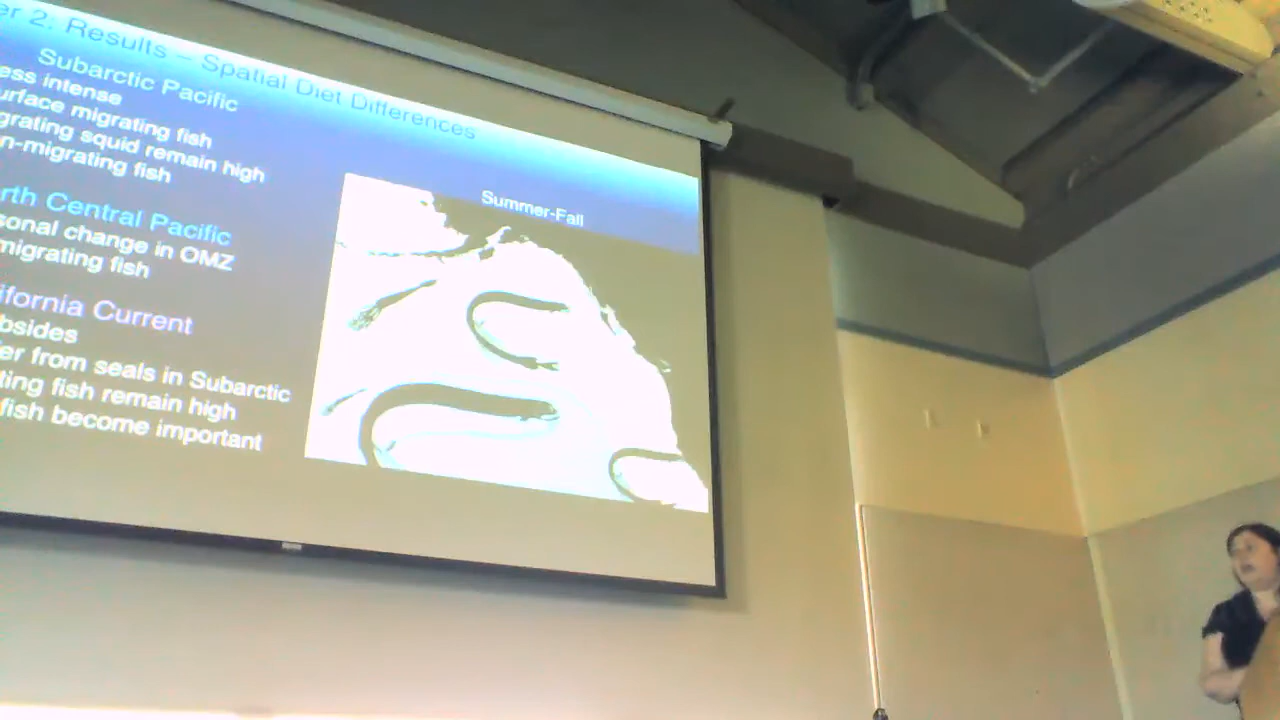 er 2: Results – Spatial Diet Differences
Subarctic Pacific
ess intense
urface migrating fish
grating squid remain high
n-migrating fish
Summer-Fall
rth Central Pacific
sonal change in OMZ
migrating fish
ifornia Current
bsides
er from seals in Subarctic
ting fish remain high
fish become important